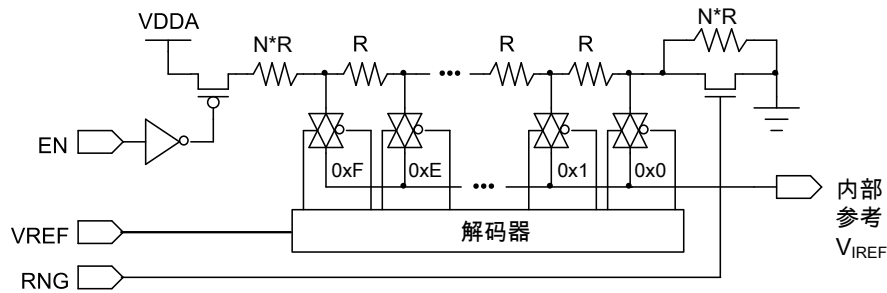 VDDA
N*R
R
•••
R
R
N*R
EN
0xF
0xE
0x1
0x0
•••
内部
参考
VIREF
VREF
解码器
RNG